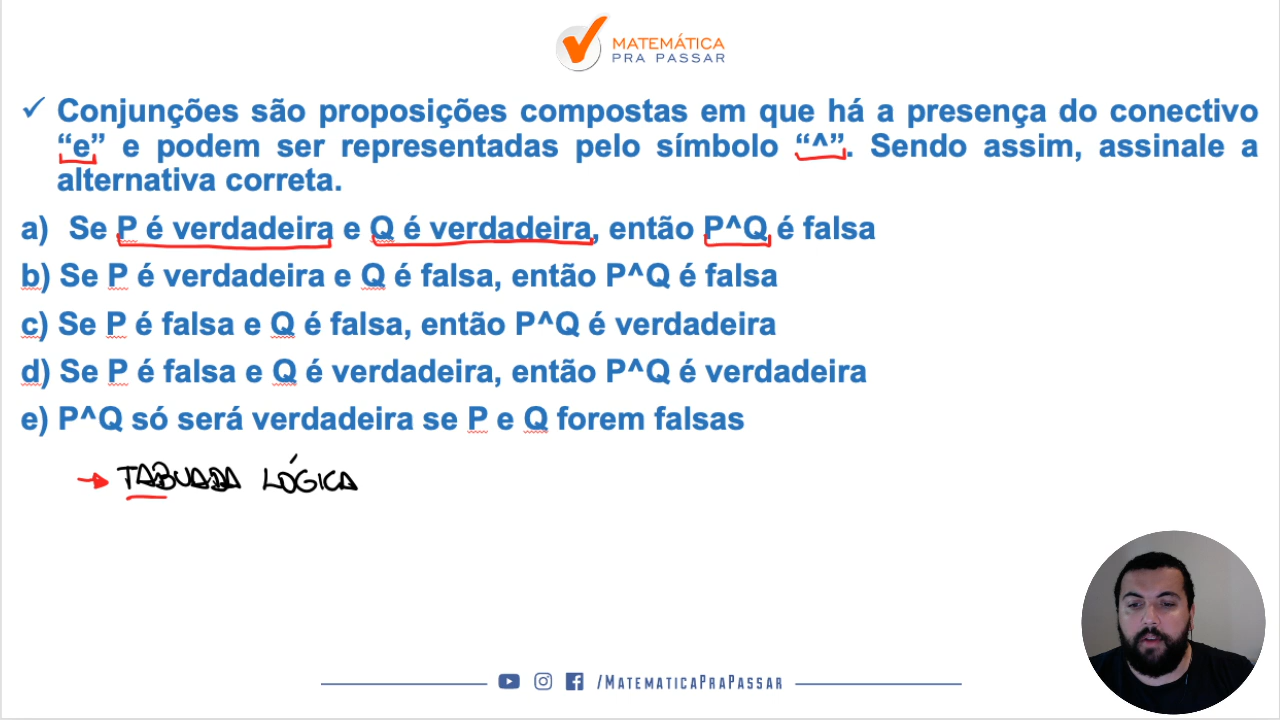 MATEMÁTICA
PRA PASSAR
✓ Conjunções são proposições compostas em que há a presença do conectivo
“e” e podem ser representadas pelo símbolo “^”. Sendo assim, assinale a
alternativa correta.
a) Se P é verdadeira e Q é verdadeira, então P^Q é falsa
b) Se P é verdadeira e Q é falsa, então P^Q é falsa
c) Se P é falsa e Q é falsa, então P^Q é verdadeira
d) Se P é falsa e Q é verdadeira, então P^Q é verdadeira
e) P^Q só será verdadeira se P e Q forem falsas
→ TABUADA LÓGICA
/MATEMATICAPRAPASSAR